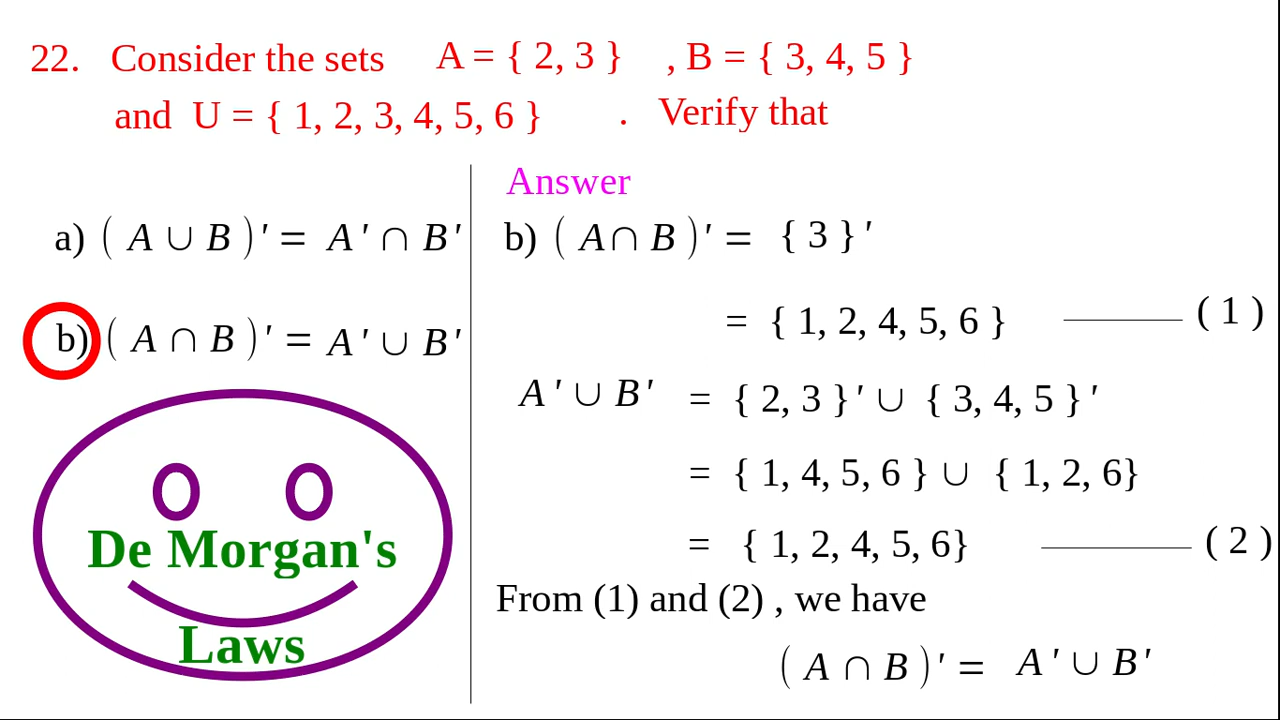 22. Consider the sets A = { 2, 3 } , B = { 3, 4, 5 }
and U = { 1, 2, 3, 4, 5, 6 } . Verify that
a) ( A ∪ B )′ = A′ ∩ B′
b) ( A ∩ B )′ = A′ ∪ B′
De Morgan's
Laws
Answer
b) ( A ∩ B )′ = { 3 }′
= { 1, 2, 4, 5, 6 } ——— ( 1 )
A′ ∪ B′ = { 2, 3 }′ ∪ { 3, 4, 5 }′
= { 1, 4, 5, 6 } ∪ { 1, 2, 6}
= { 1, 2, 4, 5, 6} ——— ( 2 )
From (1) and (2) , we have
( A ∩ B )′ = A′ ∪ B′